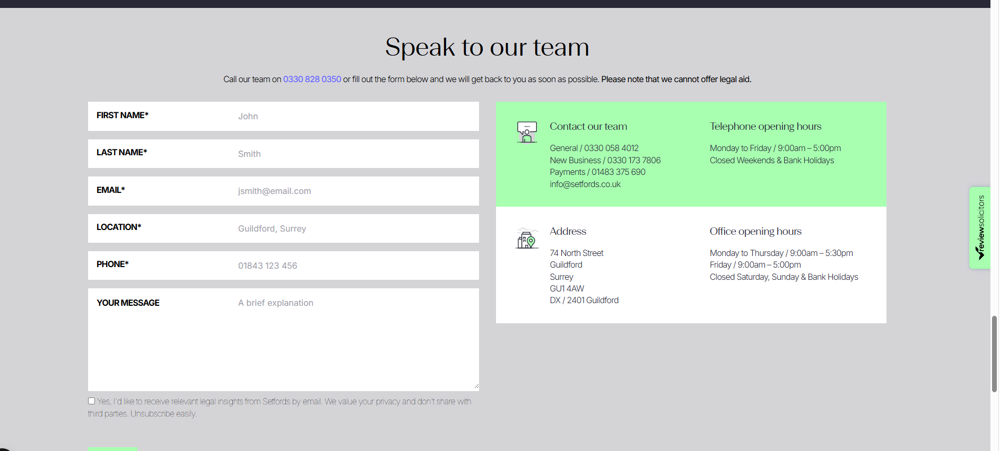 Speak to our team
Call our team on 0330 828 0350 or fill out the form below and we will get back to you as soon as possible. Please note that we cannot offer legal aid.
FIRST NAME*
John
LAST NAME*
Smith
EMAIL*
jsmith@email.com
LOCATION*
Guildford, Surrey
PHONE*
01843 123 456
YOUR MESSAGE
A brief explanation
Yes, I'd like to receive relevant legal insights from Setfords by email. We value your privacy and don't share with
third parties. Unsubscribe easily.
Contact our team
General / 0330 058 4012
New Business / 0330 173 7806
Payments / 01483 375 690
info@setfords.co.uk
Telephone opening hours
Monday to Friday / 9:00am – 5:00pm
Closed Weekends & Bank Holidays
Address
74 North Street
Guildford
Surrey
GU1 4AW
DX / 2401 Guildford
Office opening hours
Monday to Thursday / 9:00am – 5:30pm
Friday / 9:00am – 5:00pm
Closed Saturday, Sunday & Bank Holidays
reviewsolicitors